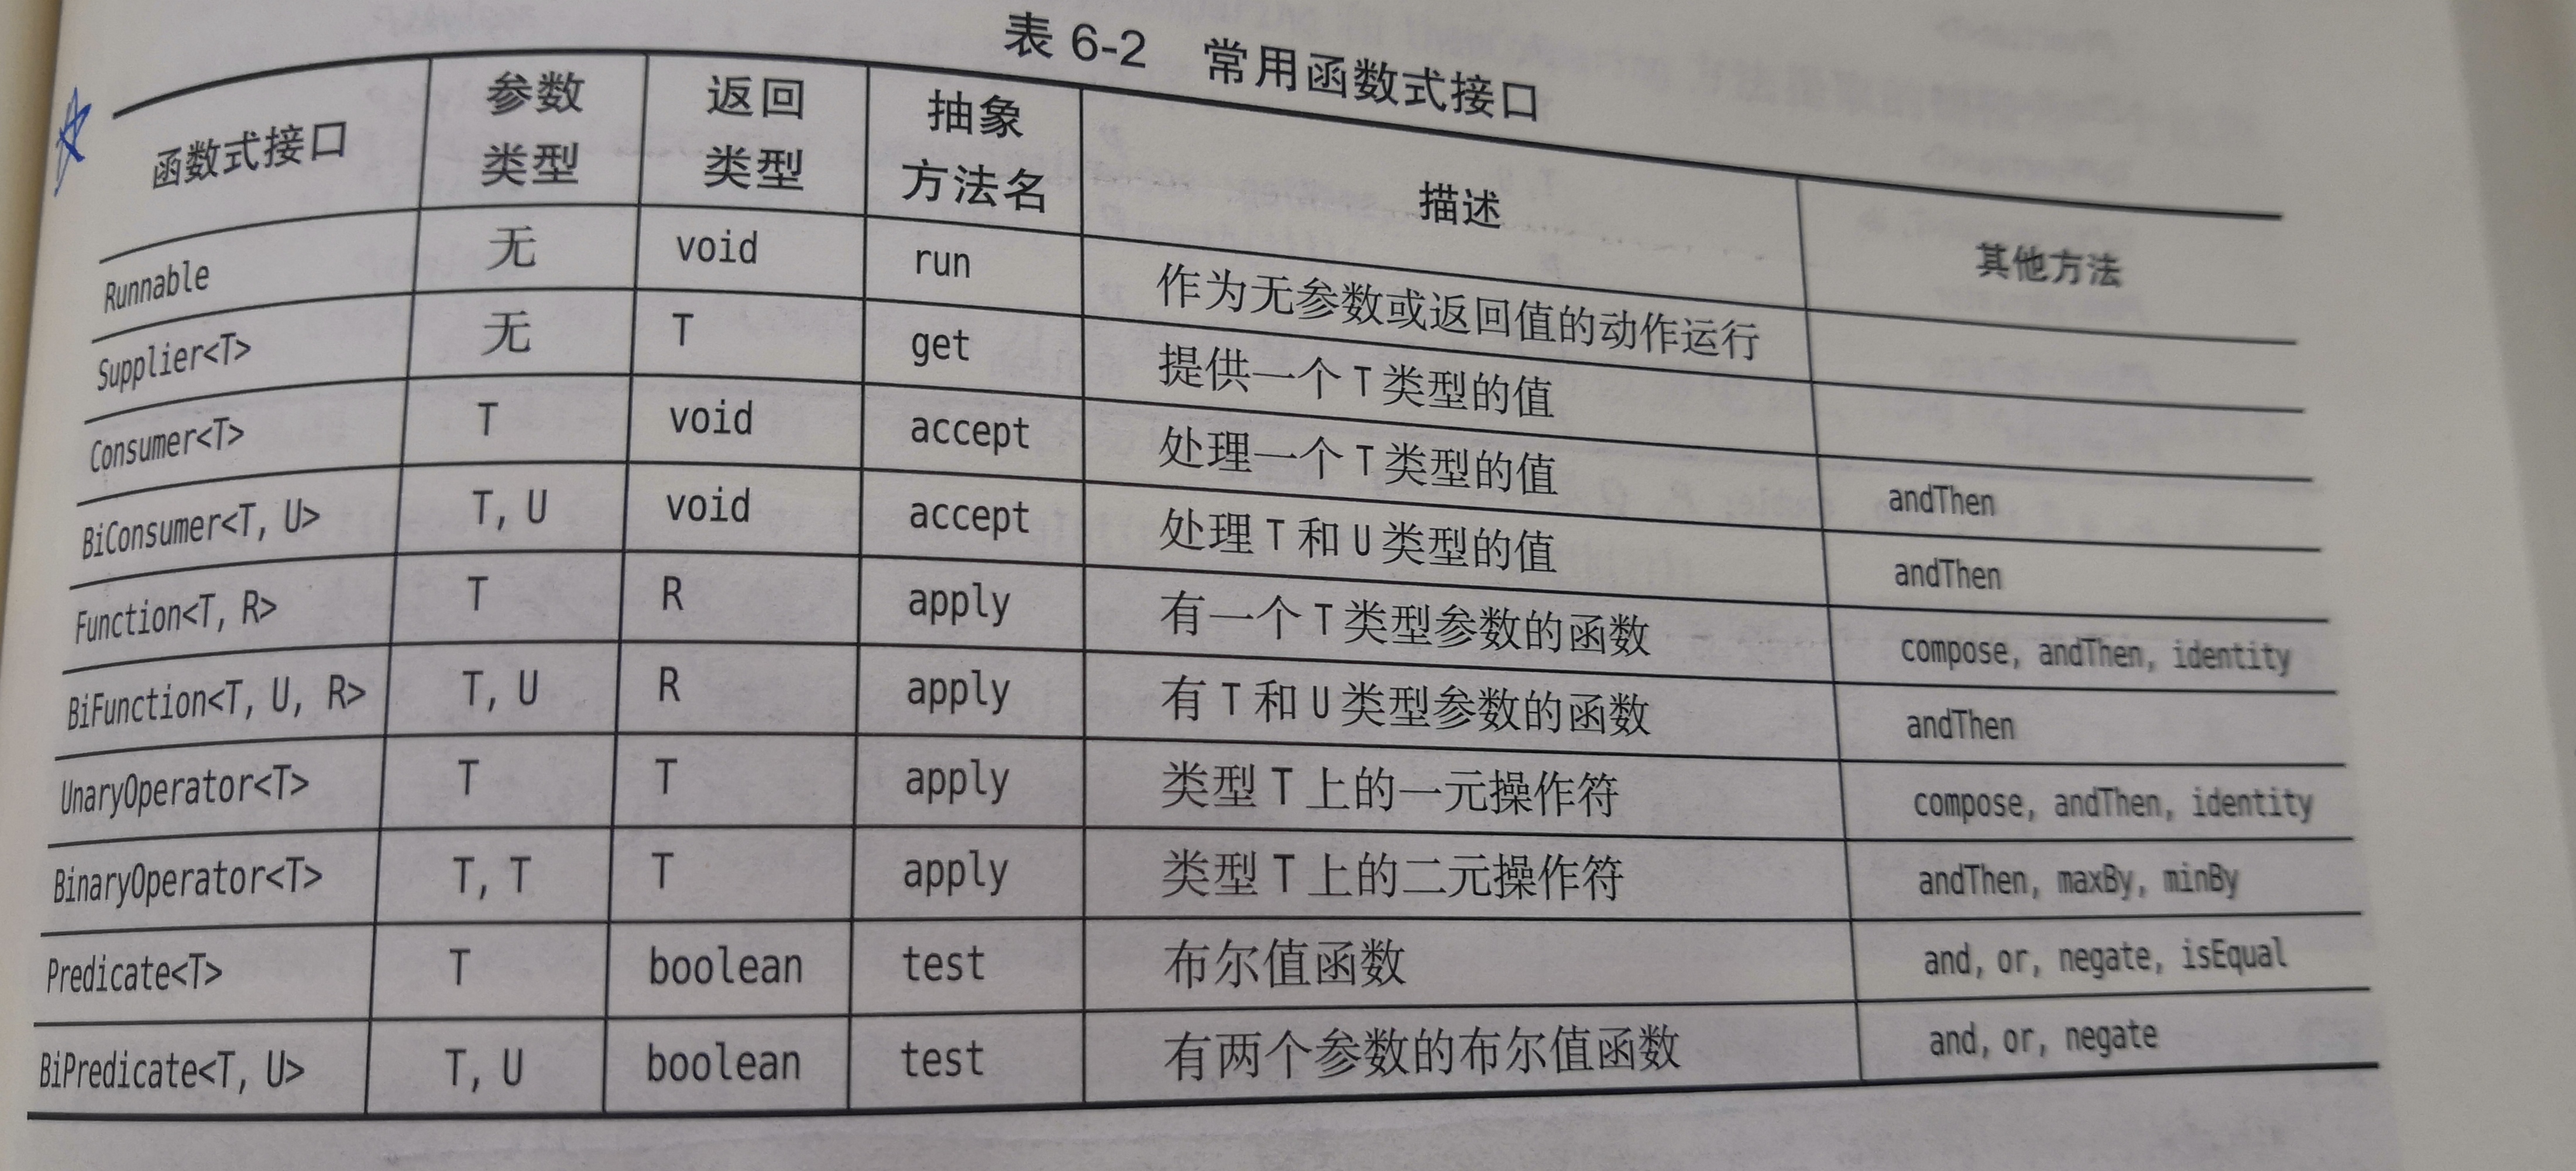 表 6-2 常用函数式接口
函数式接口 参数类型 返回类型 抽象方法名 描述 其他方法
Runnable 无 void run 作为无参数或返回值的动作运行
Supplier<T> 无 T get 提供一个 T 类型的值
Consumer<T> T void accept 处理一个 T 类型的值 andThen
BiConsumer<T, U> T, U void accept 处理 T 和 U 类型的值 andThen
Function<T, R> T R apply 有一个 T 类型参数的函数 compose, andThen, identity
BiFunction<T, U, R> T, U R apply 有 T 和 U 类型参数的函数 andThen
UnaryOperator<T> T T apply 类型 T 上的一元操作符 compose, andThen, identity
BinaryOperator<T> T, T T apply 类型 T 上的二元操作符 andThen, maxBy, minBy
Predicate<T> T boolean test 布尔值函数 and, or, negate, isEqual
BiPredicate<T, U> T, U boolean test 有两个参数的布尔值函数 and, or, negate